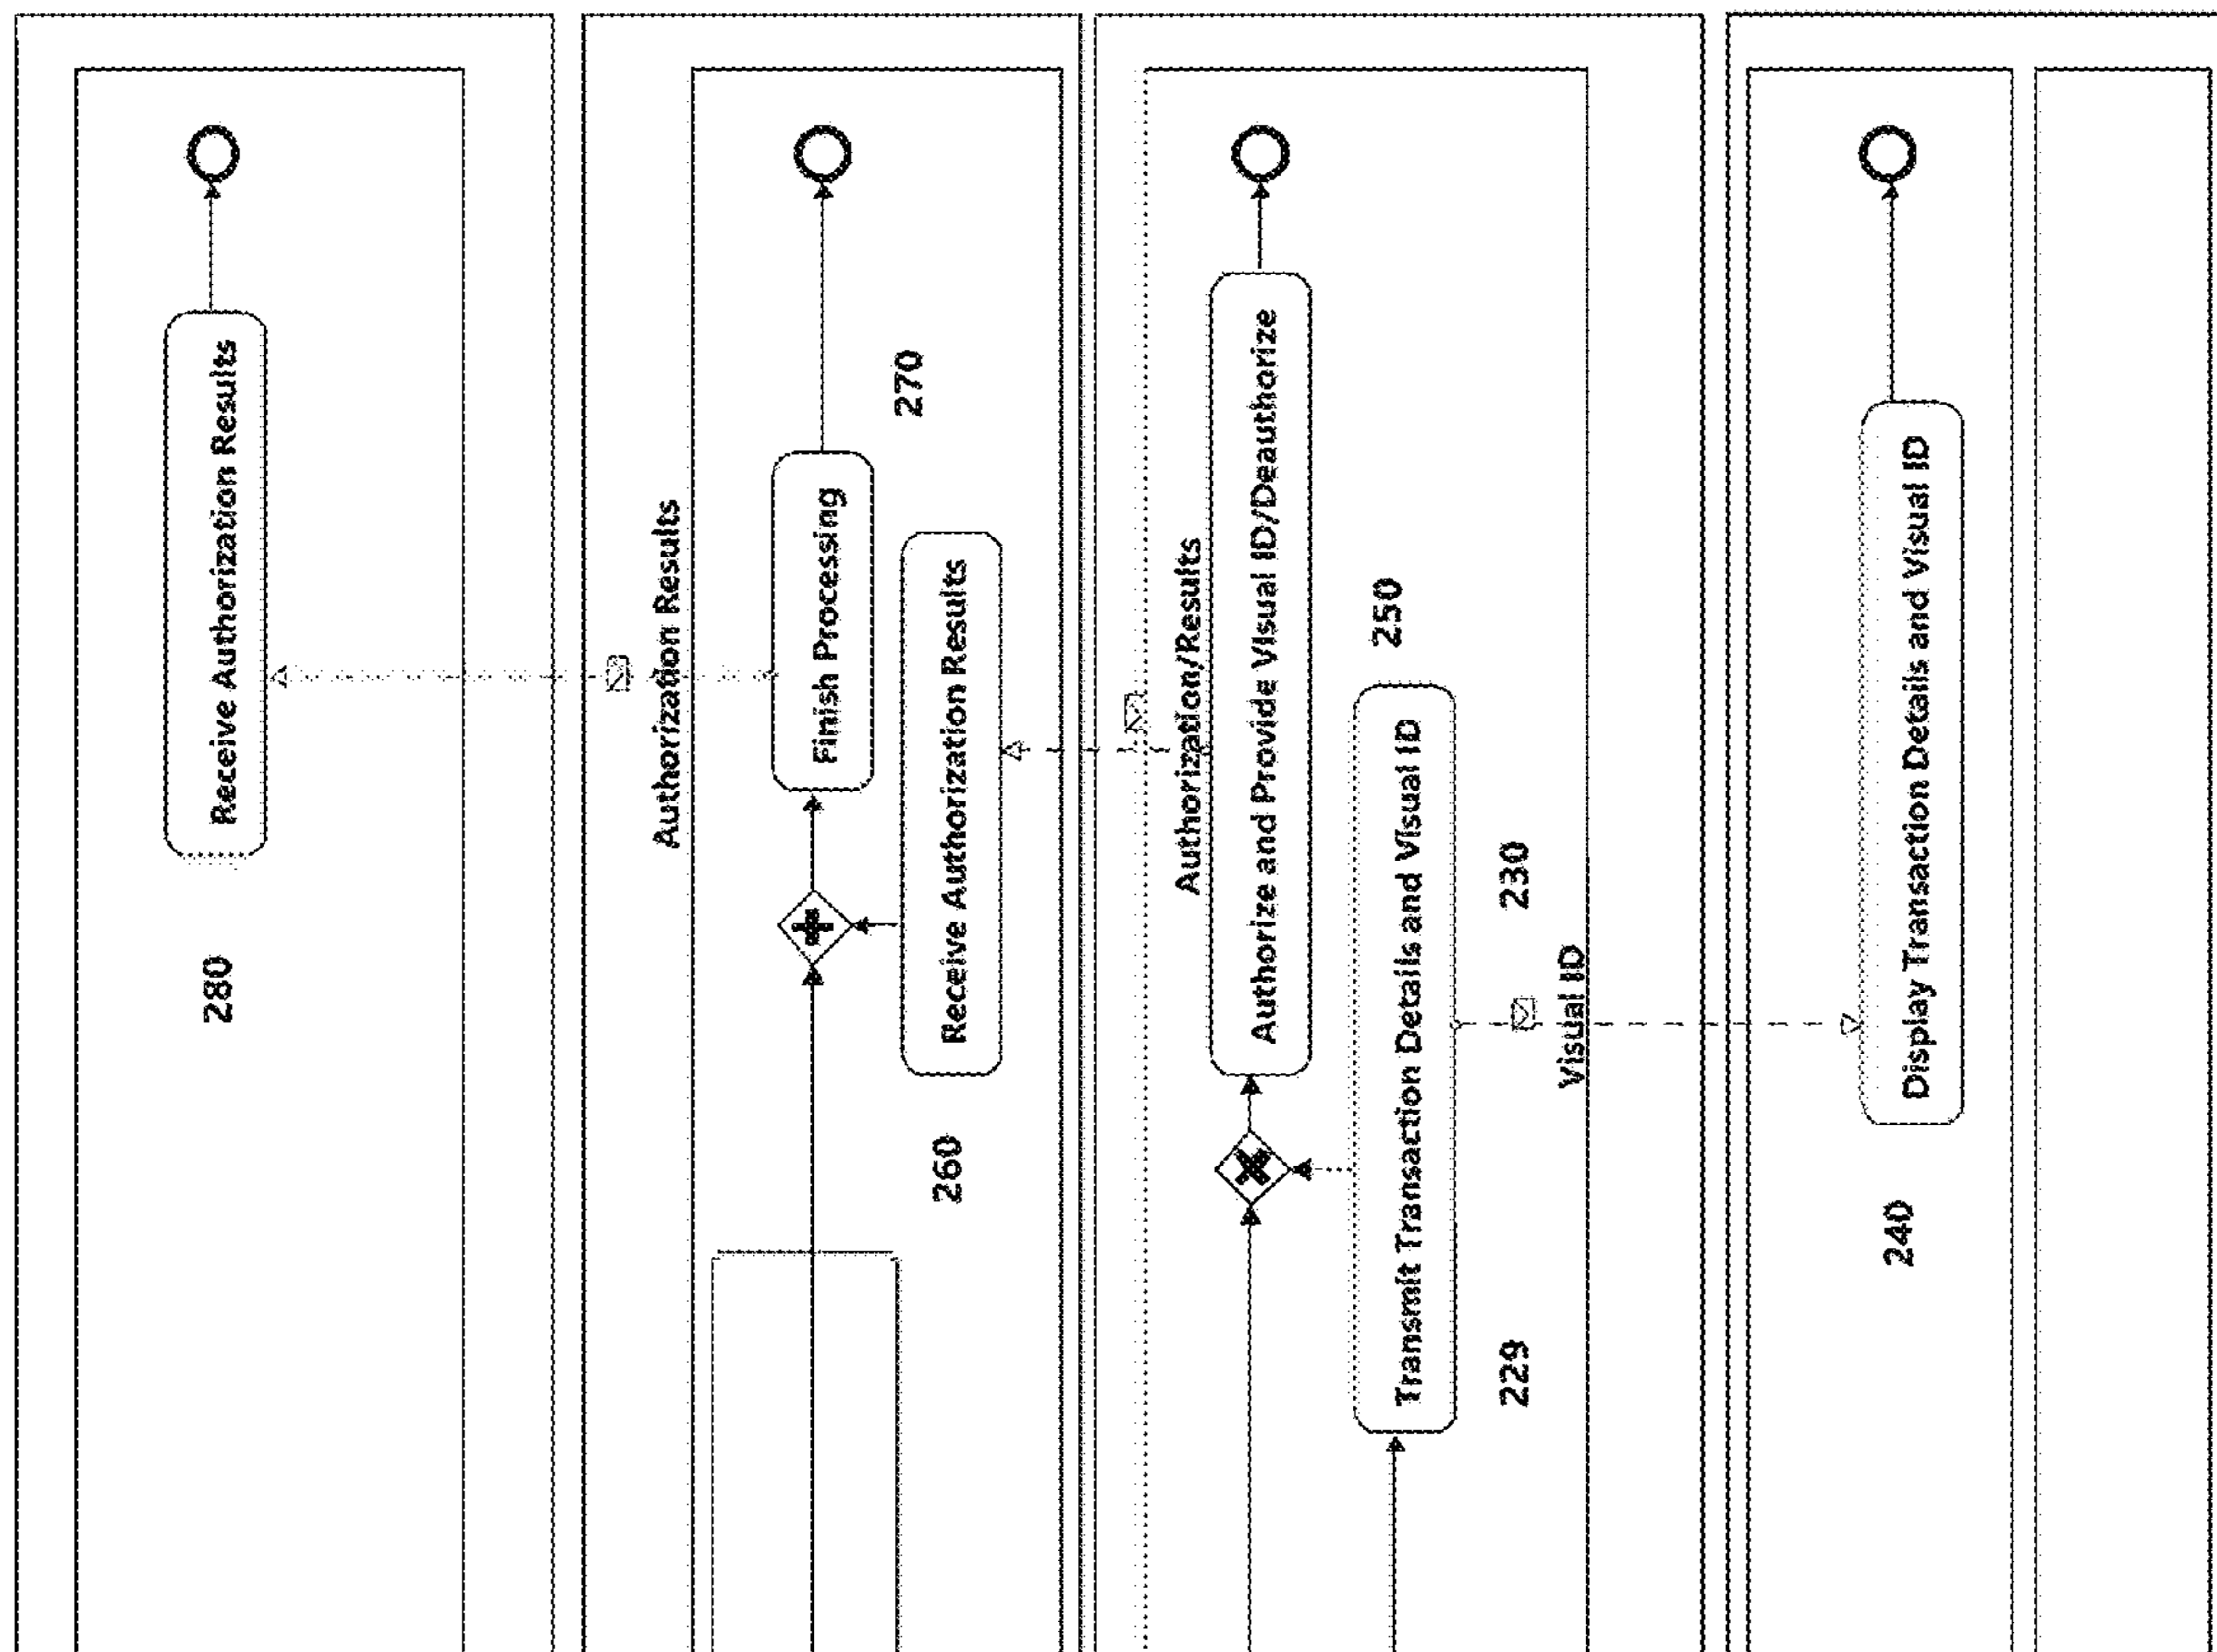 Receive Authorization Results
280
Authorization Results
Finish Processing
270
Receive Authorization Results
260
Authorization/Results
Authorize and Provide Visual ID/Deauthorize
250
Transmit Transaction Details and Visual ID
229
230
Visual ID
Display Transaction Details and Visual ID
240